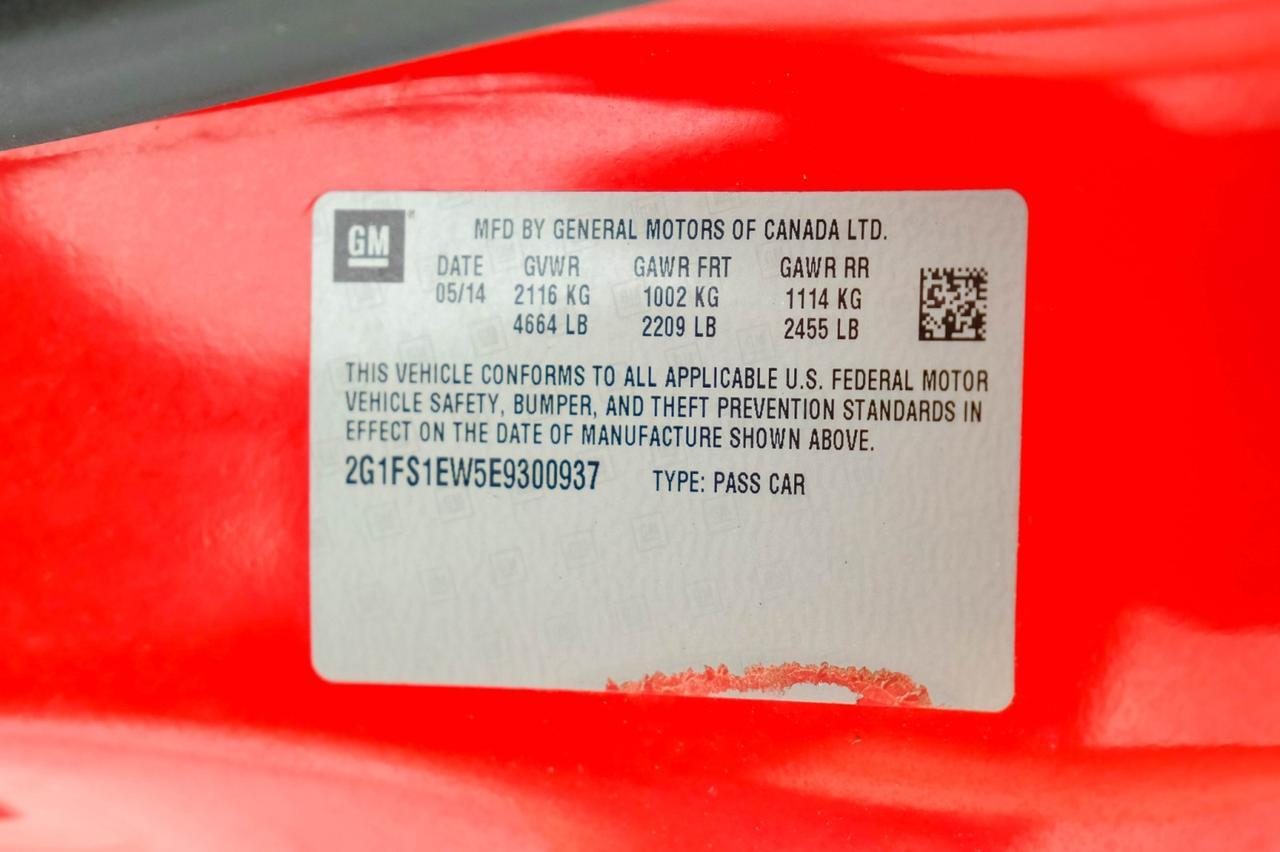 GM
MFD BY GENERAL MOTORS OF CANADA LTD.
DATE GVWR GAWR FRT GAWR RR
05/14 2116 KG 1002 KG 1114 KG
4664 LB 2209 LB 2455 LB
THIS VEHICLE CONFORMS TO ALL APPLICABLE U.S. FEDERAL MOTOR
VEHICLE SAFETY, BUMPER, AND THEFT PREVENTION STANDARDS IN
EFFECT ON THE DATE OF MANUFACTURE SHOWN ABOVE.
2G1FS1EW5E9300937 TYPE: PASS CAR